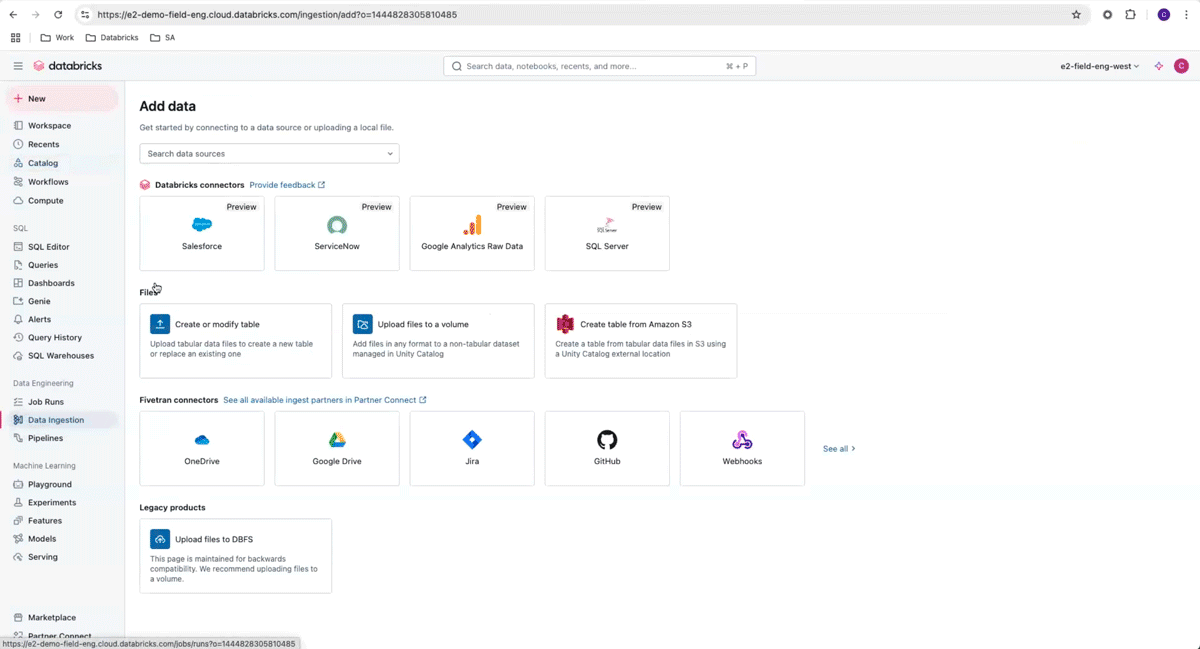 https://e2-demo-field-eng.cloud.databricks.com/ingestion/add?o=1444828305810485
C
Work
Databricks
SA
databricks
Search data, notebooks, recents, and more...
⌘ + P
e2-field-eng-west
C
New
Workspace
Recents
Catalog
Workflows
Compute
SQL
SQL Editor
Queries
Dashboards
Genie
Alerts
Query History
SQL Warehouses
Data Engineering
Job Runs
Data Ingestion
Pipelines
Machine Learning
Playground
Experiments
Features
Models
Serving
Marketplace
Partner Connect
Add data
Get started by connecting to a data source or uploading a local file.
Search data sources
Databricks connectors Provide feedback
Preview
Salesforce
Preview
ServiceNow
Preview
Google Analytics Raw Data
Preview
SQL Server
SQL Server
Files
Create or modify table
Upload tabular data files to create a new table
or replace an existing one
Upload files to a volume
Add files in any format to a non-tabular dataset
managed in Unity Catalog
Create table from Amazon S3
Create a table from tabular data files in S3 using
a Unity Catalog external location
Fivetran connectors See all available ingest partners in Partner Connect
OneDrive
Google Drive
Jira
GitHub
Webhooks
See all
Legacy products
Upload files to DBFS
This page is maintained for backwards
compatibility. We recommend uploading files to
a volume.
https://e2-demo-field-eng.cloud.databricks.com/jobs/runs?o=1444828305810485